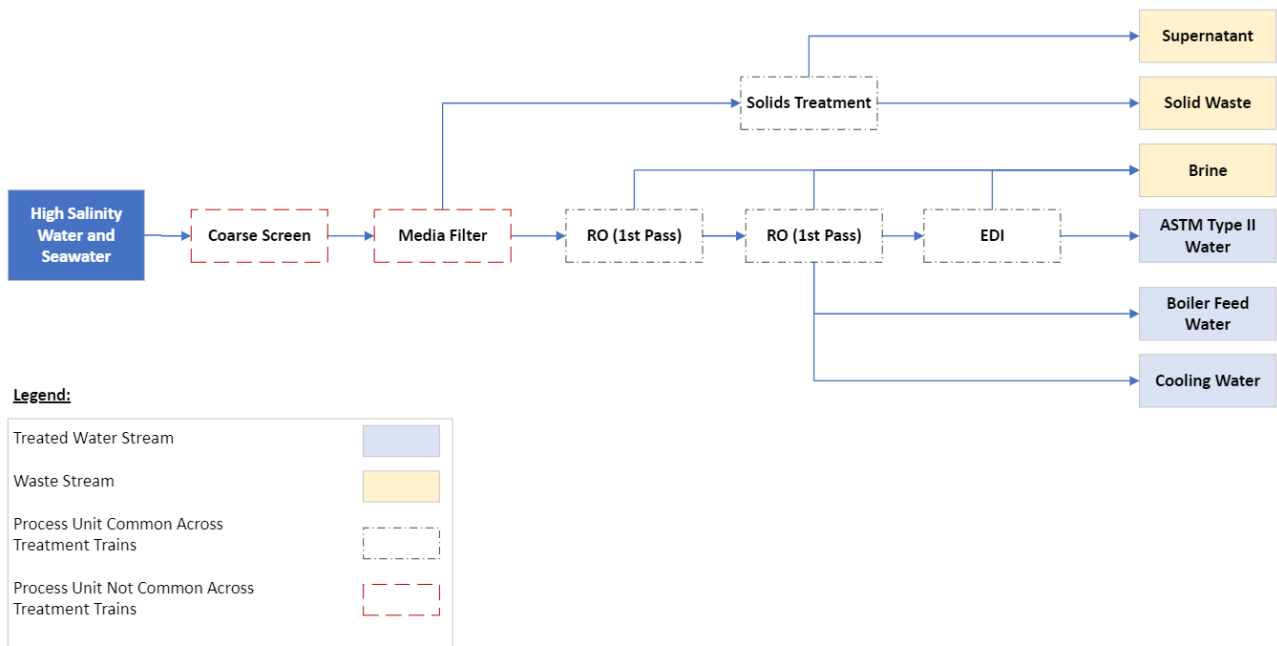 Supernatant
Solids Treatment
Solid Waste
Brine
High Salinity
Water and
Seawater
Coarse Screen
Media Filter
RO (1st Pass)
RO (1st Pass)
EDI
ASTM Type II
Water
Boiler Feed
Water
Cooling Water
Legend:
Treated Water Stream
Waste Stream
Process Unit Common Across
Treatment Trains
Process Unit Not Common Across
Treatment Trains